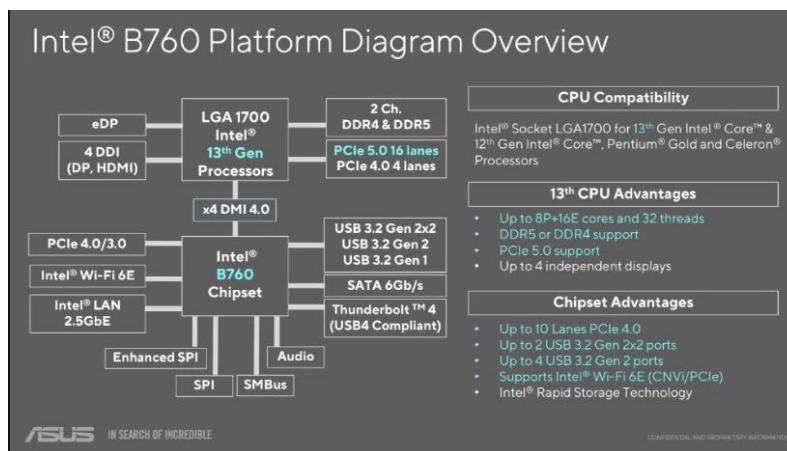 Intel® B760 Platform Diagram Overview
eDP
4 DDI
(DP, HDMI)
LGA 1700
Intel®
13th Gen
Processors
2 Ch.
DDR4 & DDR5
PCIe 5.0 16 lanes
PCIe 4.0 4 lanes
x4 DMI 4.0
PCIe 4.0/3.0
Intel® Wi-Fi 6E
Intel® LAN
2.5GbE
Intel®
B760
Chipset
USB 3.2 Gen 2x2
USB 3.2 Gen 2
USB 3.2 Gen 1
SATA 6Gb/s
Thunderbolt™ 4
(USB4 Compliant)
Enhanced SPI
SPI
SMBus
Audio
CPU Compatibility
Intel® Socket LGA1700 for 13th Gen Intel® Core™ &
12th Gen Intel® Core™, Pentium® Gold and Celeron®
Processors
13th CPU Advantages
• Up to 8P+16E cores and 32 threads
• DDR5 or DDR4 support
• PCIe 5.0 support
• Up to 4 independent displays
Chipset Advantages
• Up to 10 Lanes PCIe 4.0
• Up to 2 USB 3.2 Gen 2x2 ports
• Up to 4 USB 3.2 Gen 2 ports
• Supports Intel® Wi-Fi 6E (CNVi/PCIe)
• Intel® Rapid Storage Technology
ASUS IN SEARCH OF INCREDIBLE
CONFIDENTIAL AND PROPRIETARY INFORMATION